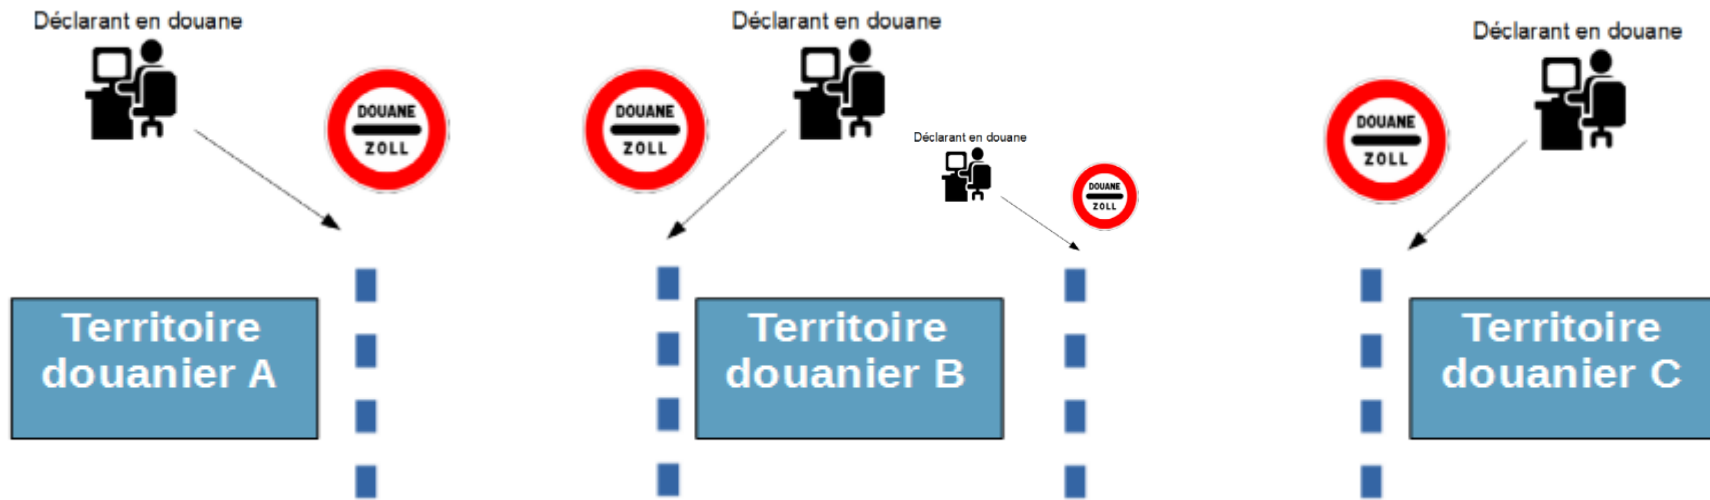 Déclarant en douane
DOUANE
ZOLL
DOUANE
ZOLL
Déclarant en douane
Déclarant en douane
DOUANE
ZOLL
Déclarant en douane
DOUANE
ZOLL
Territoire
douanier A
Territoire
douanier B
Territoire
douanier C